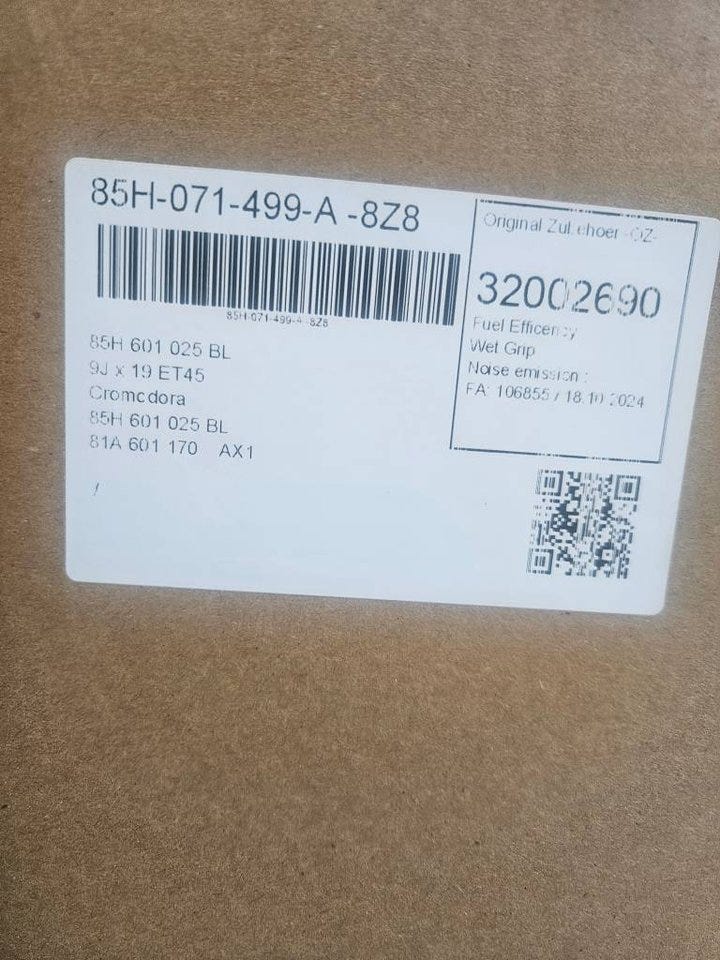 85H-071-499-A -8Z8
85H-071-499-A -8Z8
85H 601 025 BL
9J x 19 ET45
Cromodora
85H 601 025 BL
81A 601 170 AX1
/
Original Zubehoer -OZ-
32002690
Fuel Efficency
Wet Grip
Noise emission :
FA: 106855 / 18.10.2024